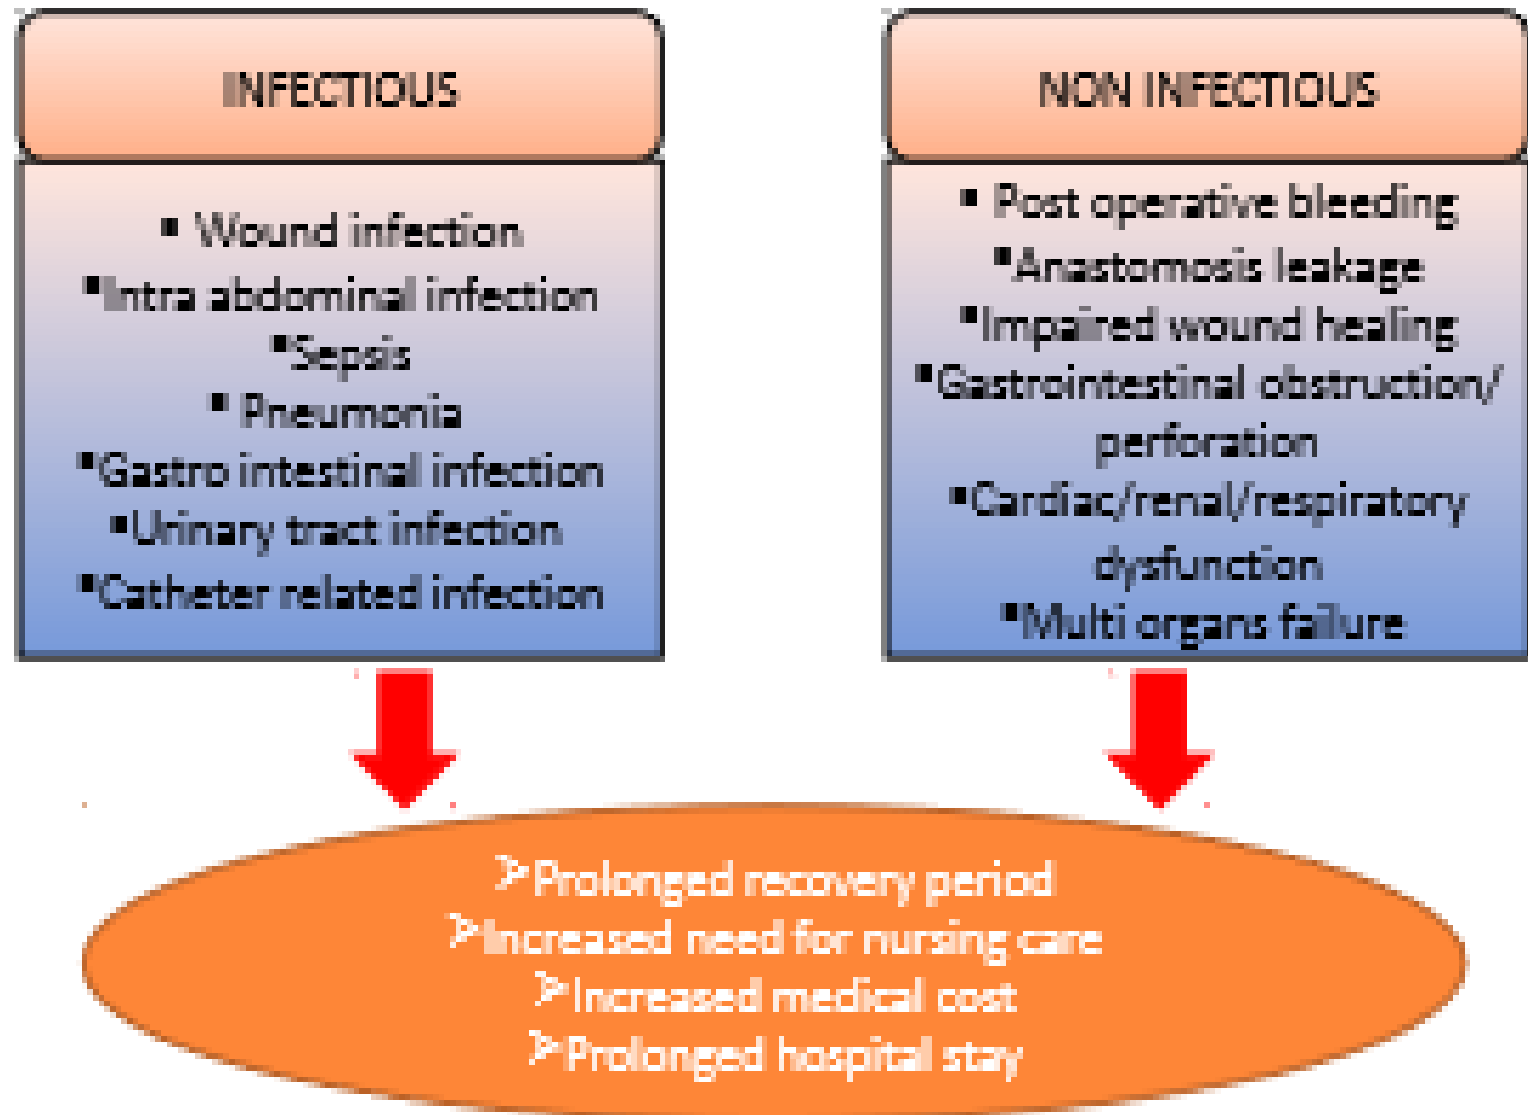 INFECTIOUS
▪ Wound infection
▪Intra abdominal infection
▪Sepsis
▪ Pneumonia
▪Gastro intestinal infection
▪Urinary tract infection
▪Catheter related infection
NON INFECTIOUS
▪ Post operative bleeding
▪Anastomosis leakage
▪Impaired wound healing
▪Gastrointestinal obstruction/
perforation
▪Cardiac/renal/respiratory
dysfunction
▪Multi organs failure
➢Prolonged recovery period
➢Increased need for nursing care
➢Increased medical cost
➢Prolonged hospital stay